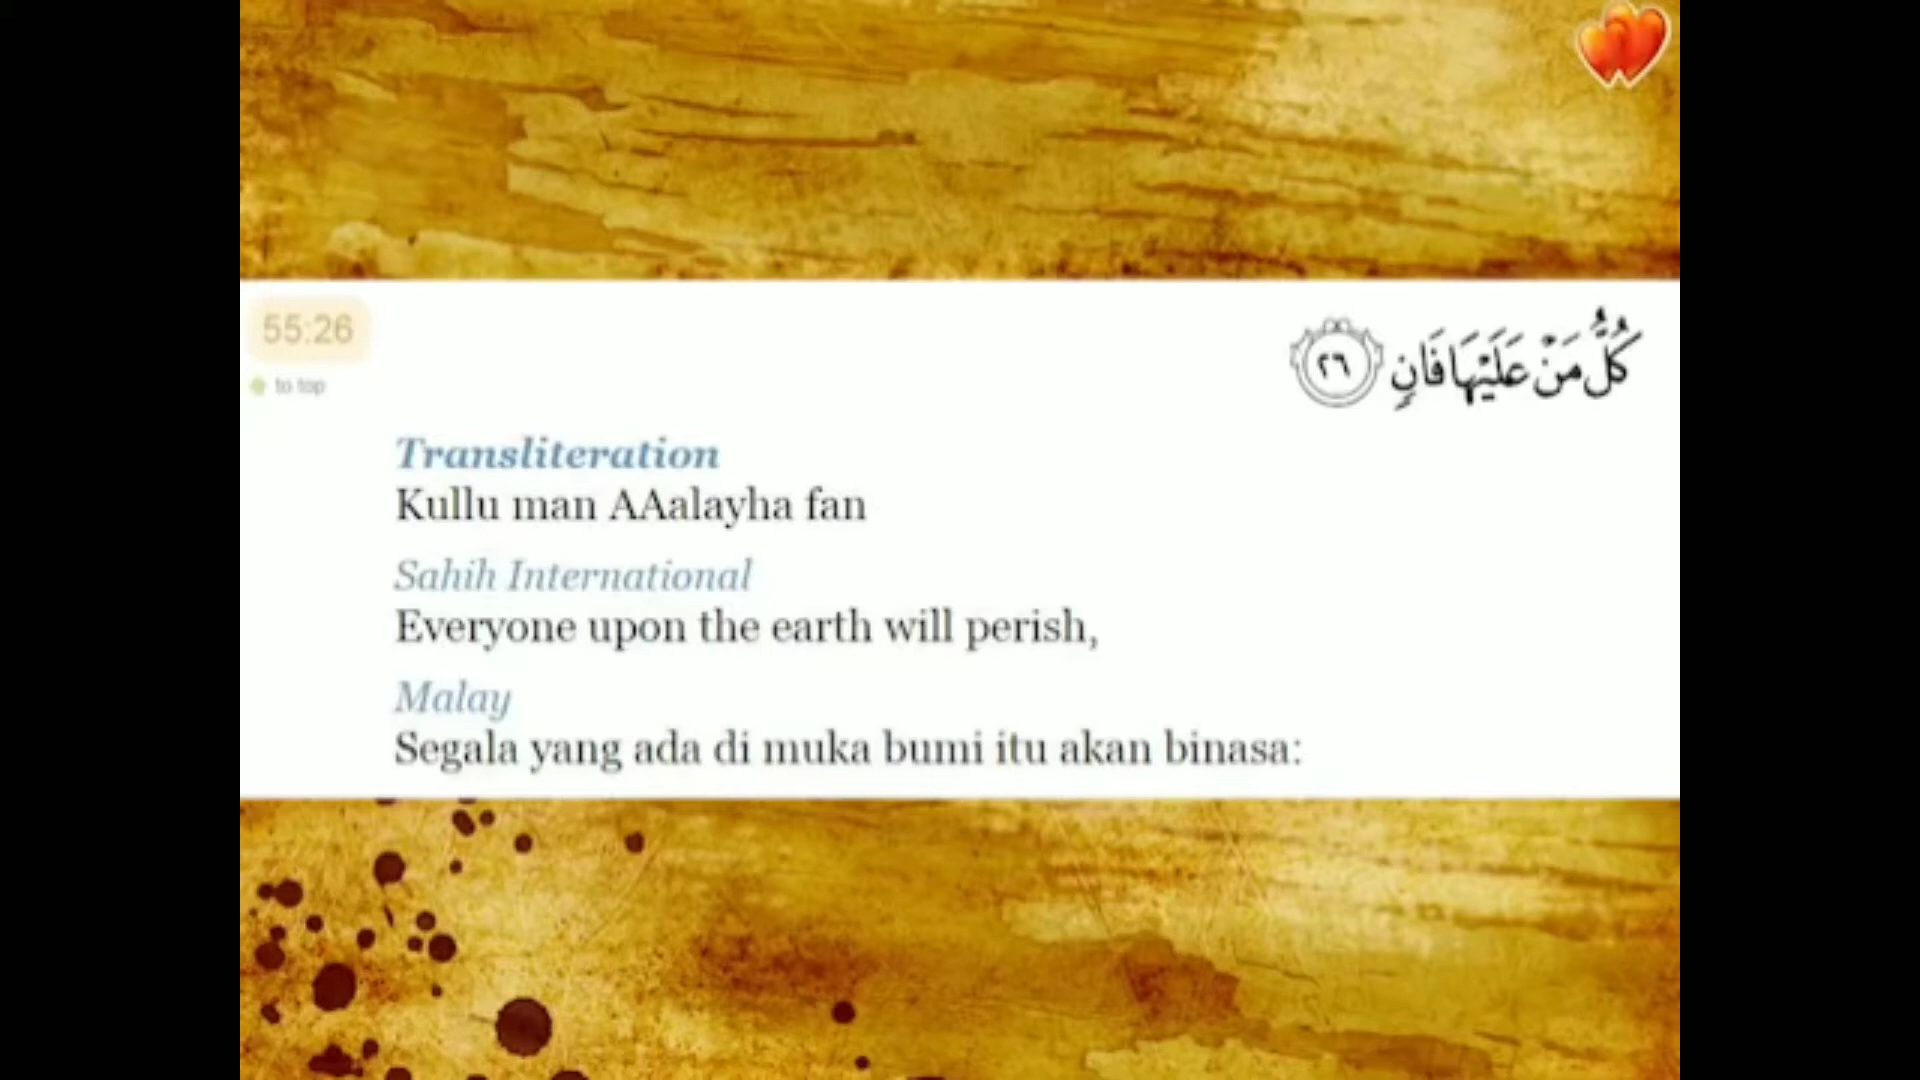 55:26
كُلُّ مَنْ عَلَيْهَا فَانٍ ٢٦
to top
Transliteration
Kullu man AAalayha fan
Sahih International
Everyone upon the earth will perish,
Malay
Segala yang ada di muka bumi itu akan binasa: